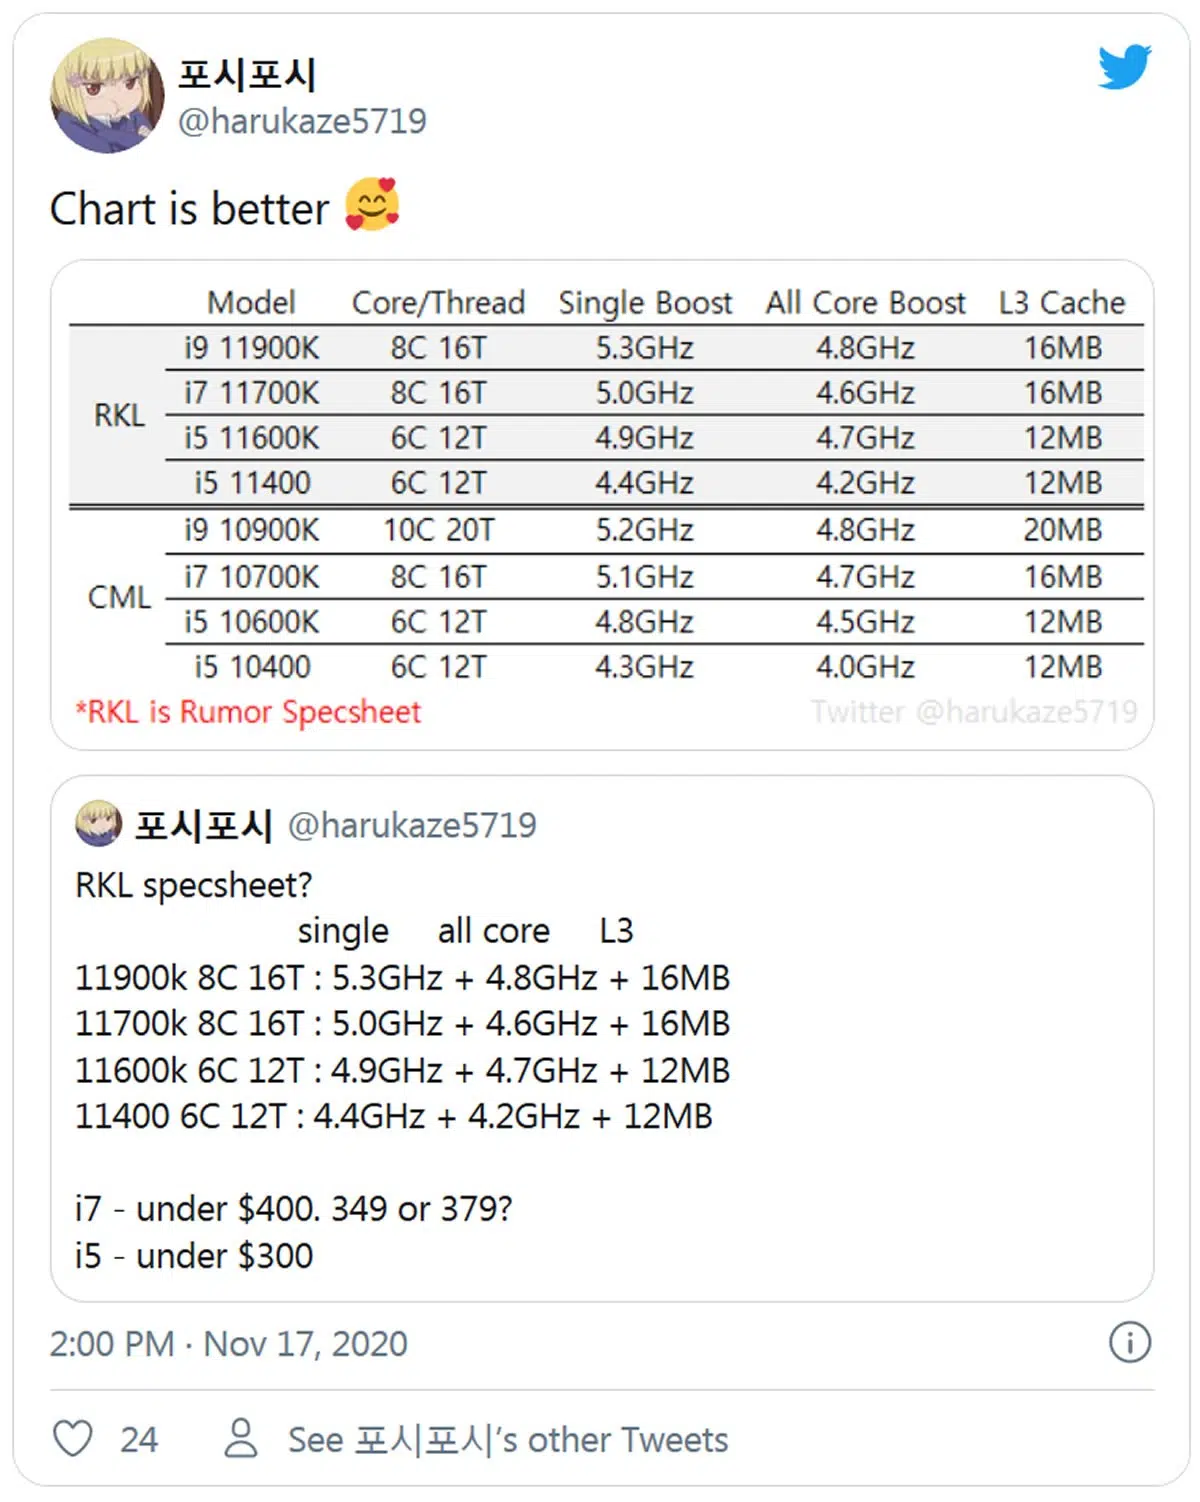 포시포시
@harukaze5719
Chart is better 🥰
Model Core/Thread Single Boost All Core Boost L3 Cache
RKL
i9 11900K 8C 16T 5.3GHz 4.8GHz 16MB
i7 11700K 8C 16T 5.0GHz 4.6GHz 16MB
i5 11600K 6C 12T 4.9GHz 4.7GHz 12MB
i5 11400 6C 12T 4.4GHz 4.2GHz 12MB
CML
i9 10900K 10C 20T 5.2GHz 4.8GHz 20MB
i7 10700K 8C 16T 5.1GHz 4.7GHz 16MB
i5 10600K 6C 12T 4.8GHz 4.5GHz 12MB
i5 10400 6C 12T 4.3GHz 4.0GHz 12MB
*RKL is Rumor Specsheet Twitter @harukaze5719
포시포시 @harukaze5719
RKL specsheet?
single all core L3
11900k 8C 16T : 5.3GHz + 4.8GHz + 16MB
11700k 8C 16T : 5.0GHz + 4.6GHz + 16MB
11600k 6C 12T : 4.9GHz + 4.7GHz + 12MB
11400 6C 12T : 4.4GHz + 4.2GHz + 12MB
i7 - under $400. 349 or 379?
i5 - under $300
2:00 PM · Nov 17, 2020
24 See 포시포시's other Tweets